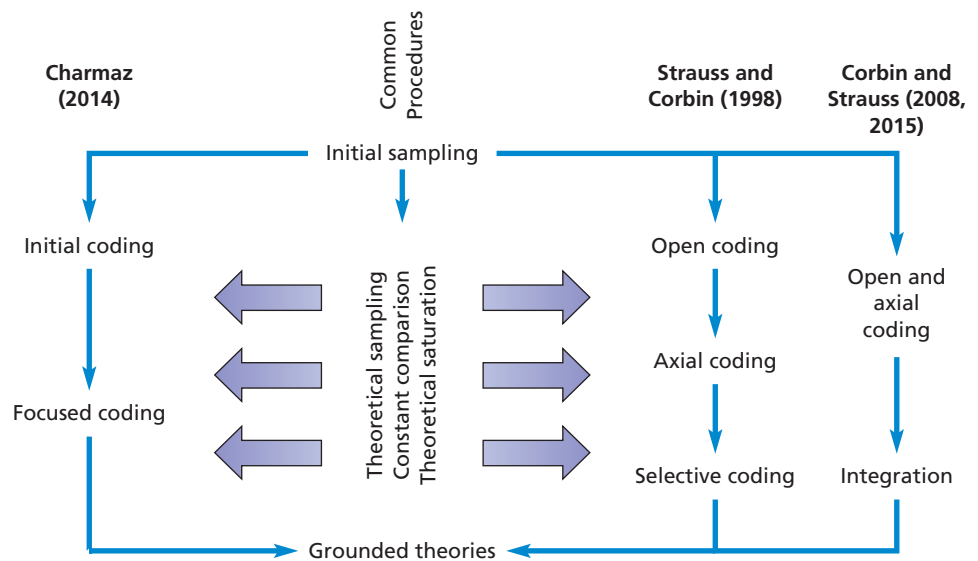 Charmaz
(2014)
Common
Procedures
Strauss and
Corbin (1998)
Corbin and
Strauss (2008,
2015)
Initial sampling
Initial coding
Open coding
Open and
axial
coding
Theoretical sampling
Constant comparison
Theoretical saturation
Axial coding
Focused coding
Selective coding
Integration
Grounded theories